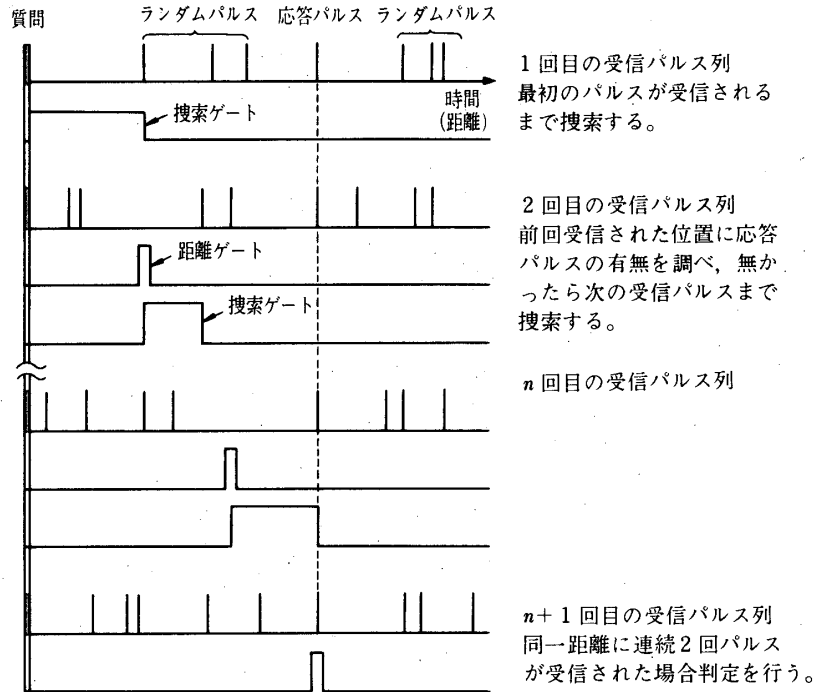 質問
ランダムパルス
応答パルス
ランダムパルス
時間
(距離)
1回目の受信パルス列
最初のパルスが受信される
まで捜索する。
捜索ゲート
2回目の受信パルス列
前回受信された位置に応答
パルスの有無を調べ，無か
ったら次の受信パルスまで
捜索する。
距離ゲート
捜索ゲート
n回目の受信パルス列
n+1回目の受信パルス列
同一距離に連続2回パルス
が受信された場合判定を行う。